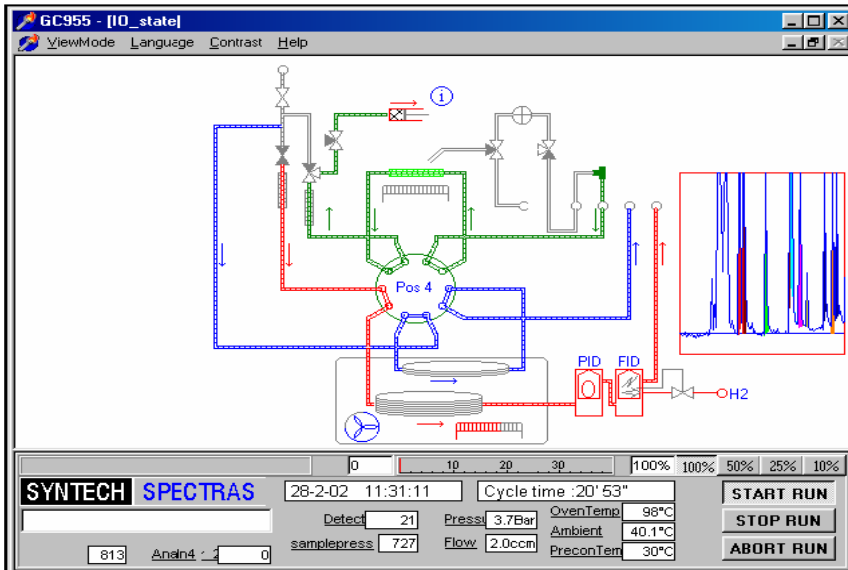 GC955 - [IO_state]
ViewMode Language Contrast Help
i
Pos 4
PID FID
H2
0 10 20 30 100% 100% 50% 25% 10%
SYNTECH SPECTRAS 28-2-02 11:31:11 Cycle time :20' 53" START RUN
Detect 21 Pressu 3.7Bar OvenTemp 98°C STOP RUN
samplepress 727 Flow 2.0ccm Ambient 40.1°C
813 0 PreconTem 30°C ABORT RUN